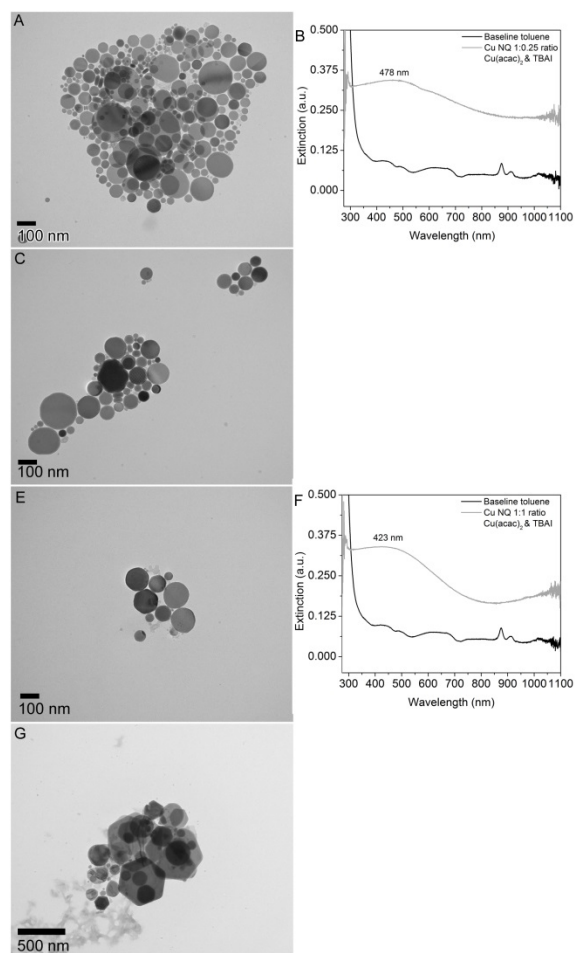 A
100 nm
B
Baseline toluene
Cu NQ 1:0.25 ratio
Cu(acac)₂ & TBAI
478 nm
0.500
0.375
0.250
0.125
0.000
Extinction (a.u.)
300 400 500 600 700 800 900 1000 1100
Wavelength (nm)
C
100 nm
E
100 nm
F
Baseline toluene
Cu NQ 1:1 ratio
Cu(acac)₂ & TBAI
423 nm
0.500
0.375
0.250
0.125
0.000
Extinction (a.u.)
300 400 500 600 700 800 900 1000 1100
Wavelength (nm)
G
500 nm